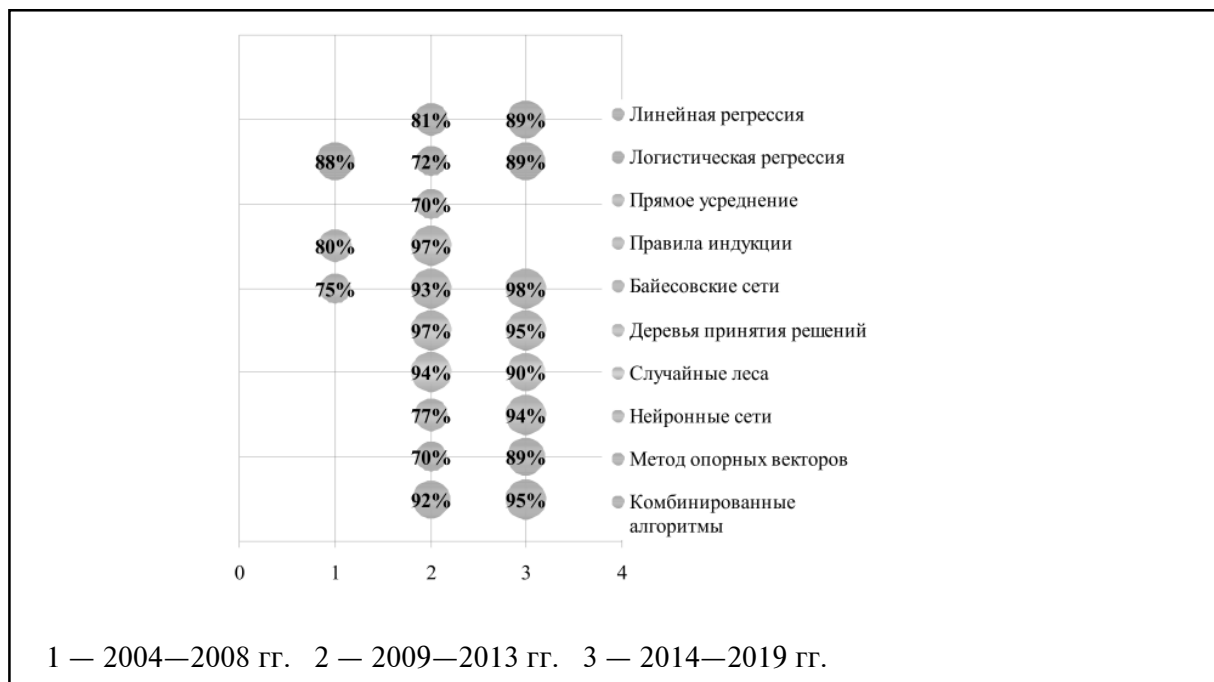 81% 89% Линейная регрессия
88% 72% 89% Логистическая регрессия
70% Прямое усреднение
80% 97% Правила индукции
75% 93% 98% Байесовские сети
97% 95% Деревья принятия решений
94% 90% Случайные леса
77% 94% Нейронные сети
70% 89% Метод опорных векторов
92% 95% Комбинированные
алгоритмы
0 1 2 3 4
1 — 2004—2008 гг. 2 — 2009—2013 гг. 3 — 2014—2019 гг.